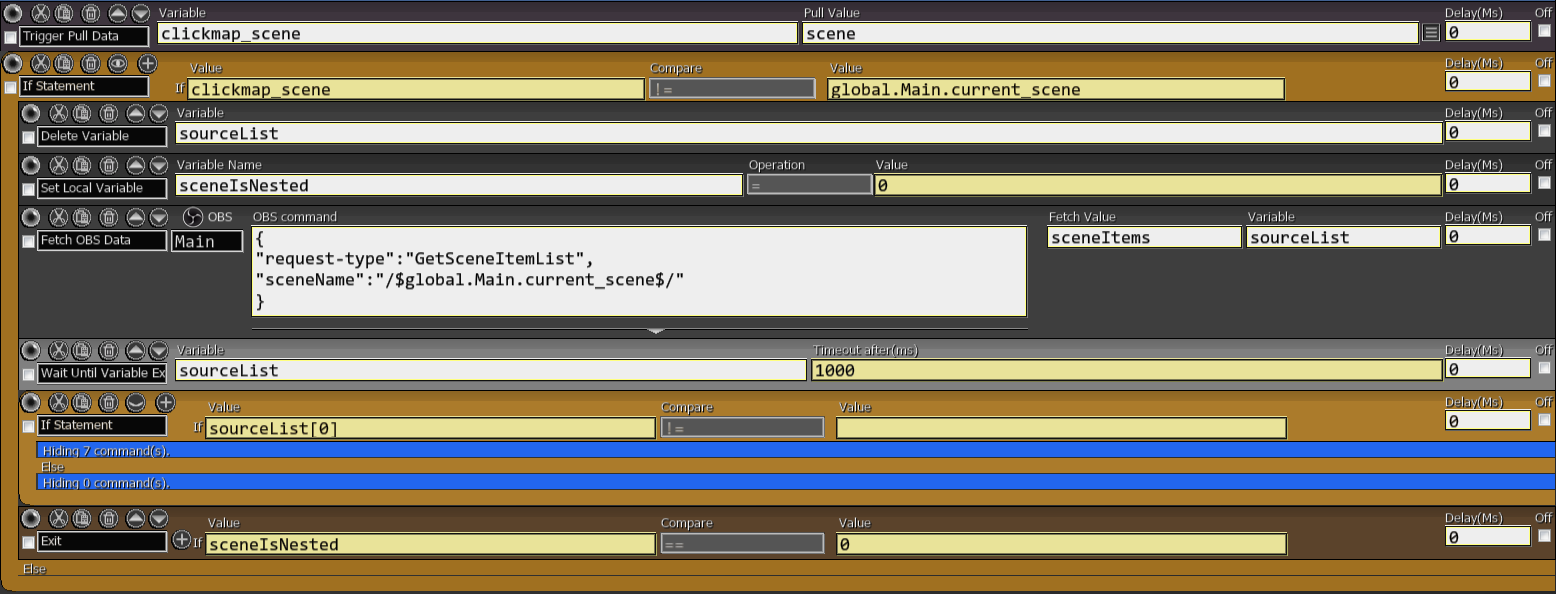 Variable Pull Value Delay(Ms) Off
Trigger Pull Data clickmap_scene scene 0
Value Compare Value Delay(Ms) Off
If Statement If clickmap_scene != global.Main.current_scene 0
Variable Delay(Ms) Off
Delete Variable sourceList 0
Variable Name Operation Value Delay(Ms) Off
Set Local Variable sceneIsNested = 0 0
OBS OBS command Fetch Value Variable Delay(Ms) Off
Fetch OBS Data Main { sceneItems sourceList 0
"request-type":"GetSceneItemList",
"sceneName":"/$global.Main.current_scene$/"
}
Variable Timeout after(ms) Delay(Ms) Off
Wait Until Variable Ex sourceList 1000 0
Value Compare Value Delay(Ms) Off
If Statement If sourceList[0] != 0
Hiding 7 command(s).
Else
Hiding 0 command(s).
Value Compare Value Delay(Ms) Off
Exit If sceneIsNested == 0 0
Else